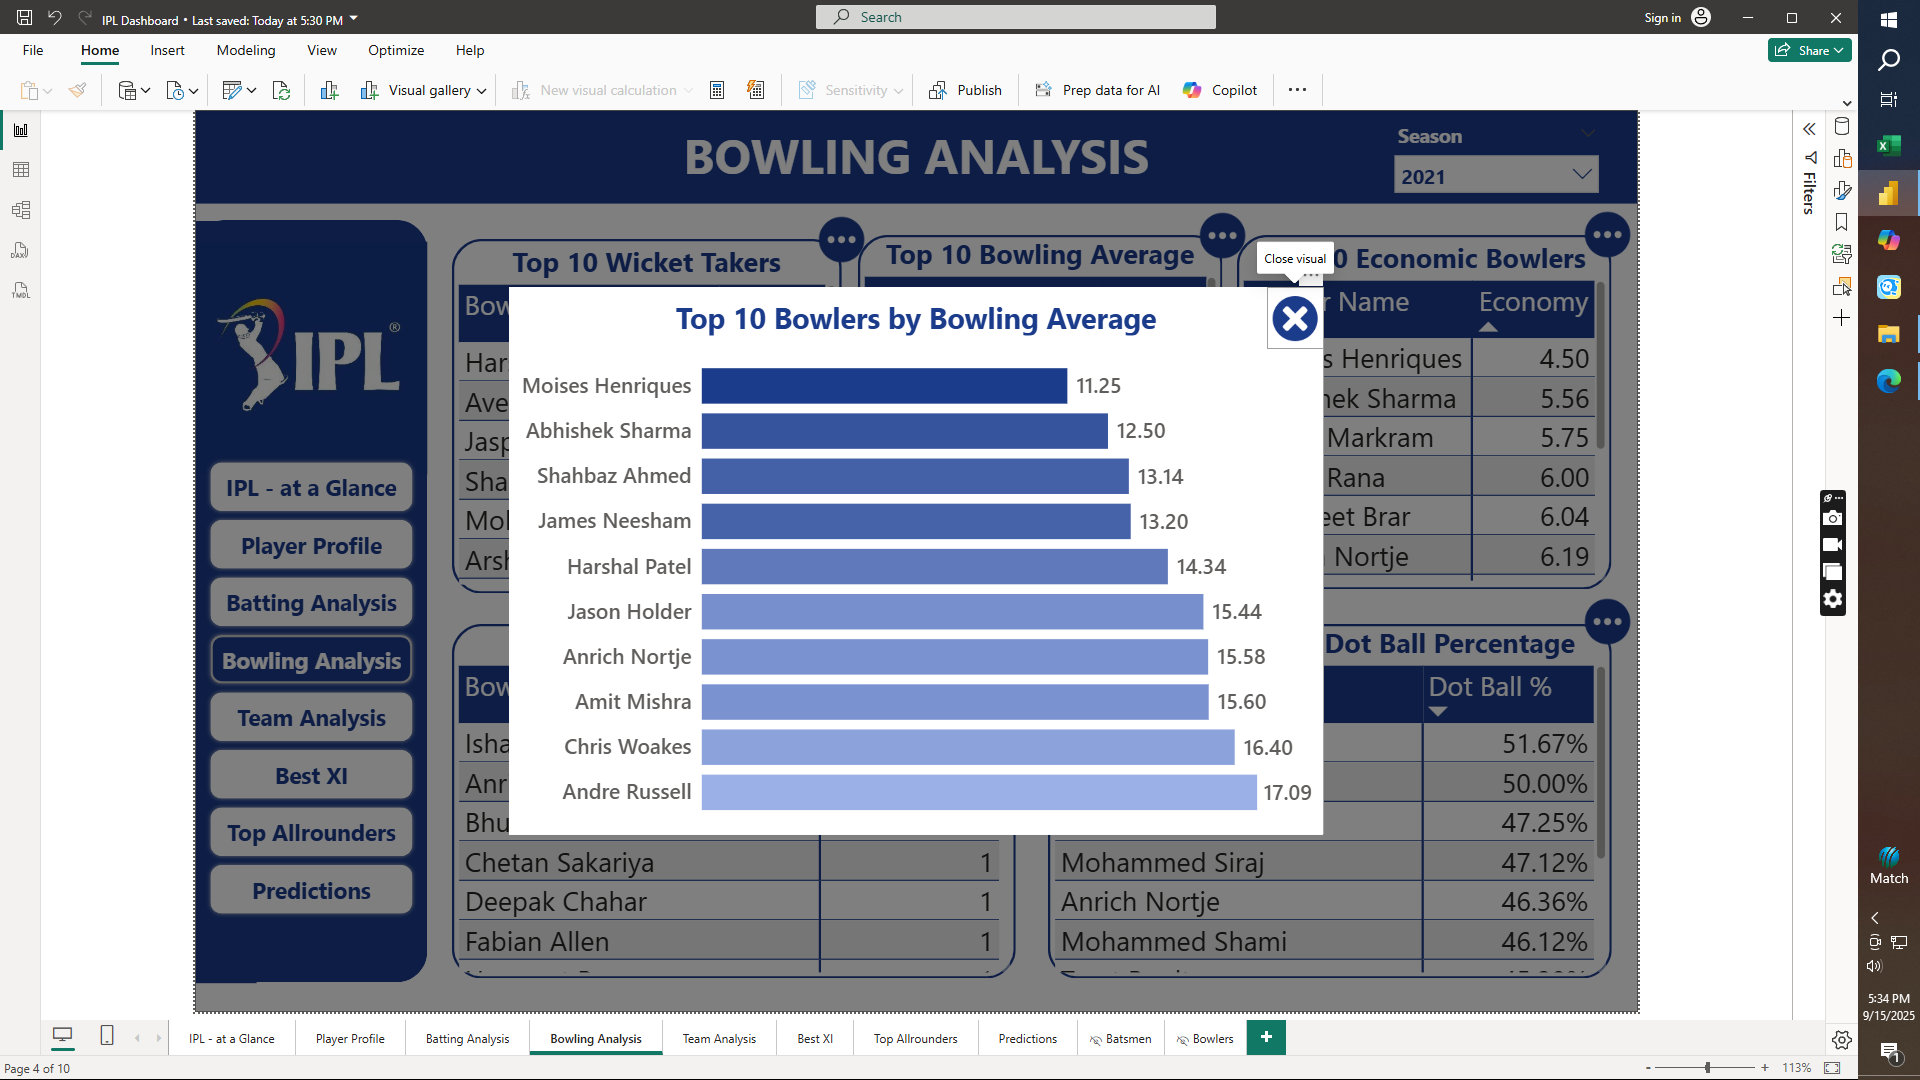 IPL Dashboard • Last saved: Today at 5:30 PM
Search
Sign in
File
Home
Insert
Modeling
View
Optimize
Help
Share
Visual gallery
New visual calculation
Sensitivity
Publish
Prep data for AI
Copilot
BOWLING ANALYSIS
Season
2021
Filters
DAX
TMDL
IPL
®
IPL - at a Glance
Player Profile
Batting Analysis
Bowling Analysis
Team Analysis
Best XI
Top Allrounders
Predictions
Top 10 Wicket Takers
Top 10 Bowling Average
0 Economic Bowlers
Close visual
Bow
Har
Ave
Jasp
Sha
Mol
Arsh
r Name
Economy
s Henriques
4.50
nek Sharma
5.56
Markram
5.75
Rana
6.00
eet Brar
6.04
Nortje
6.19
Top 10 Bowlers by Bowling Average
Moises Henriques
11.25
Abhishek Sharma
12.50
Shahbaz Ahmed
13.14
James Neesham
13.20
Harshal Patel
14.34
Jason Holder
15.44
Anrich Nortje
15.58
Amit Mishra
15.60
Chris Woakes
16.40
Andre Russell
17.09
Bow
Isha
Anr
Bhu
Chetan Sakariya
1
Deepak Chahar
1
Fabian Allen
1
Dot Ball Percentage
Dot Ball %
51.67%
50.00%
47.25%
Mohammed Siraj
47.12%
Anrich Nortje
46.36%
Mohammed Shami
46.12%
IPL - at a Glance
Player Profile
Batting Analysis
Bowling Analysis
Team Analysis
Best XI
Top Allrounders
Predictions
Batsmen
Bowlers
Page 4 of 10
113%
Match
5:34 PM
9/15/2025
1